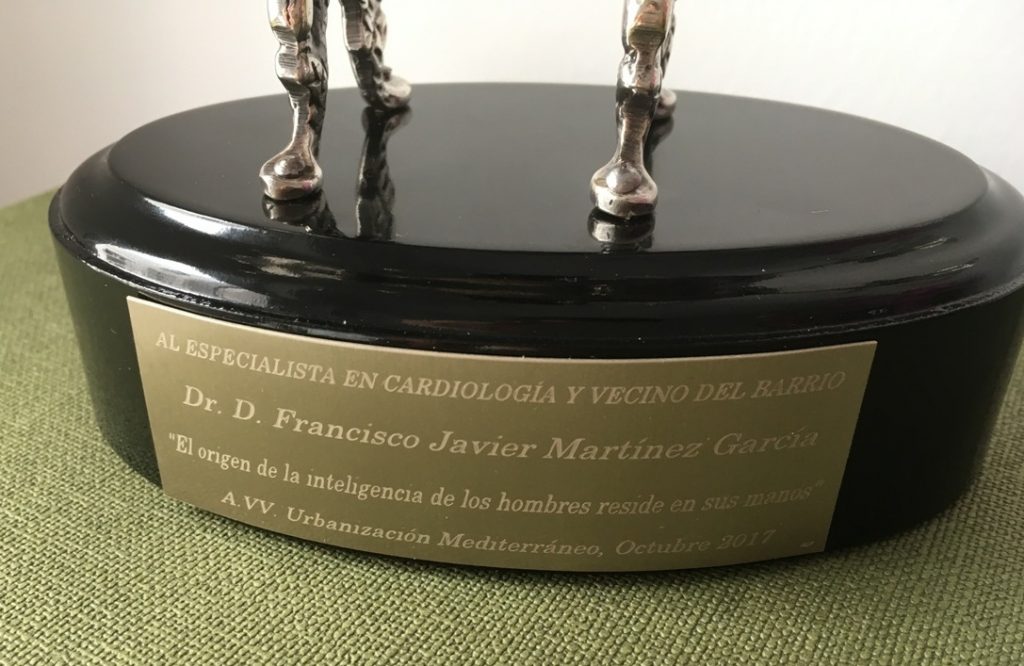 AL ESPECIALISTA EN CARDIOLOGÍA Y VECINO DEL BARRIO
Dr. D. Francisco Javier Martínez García
"El origen de la inteligencia de los hombres reside en sus manos"
A.VV. Urbanización Mediterráneo, Octubre 2017